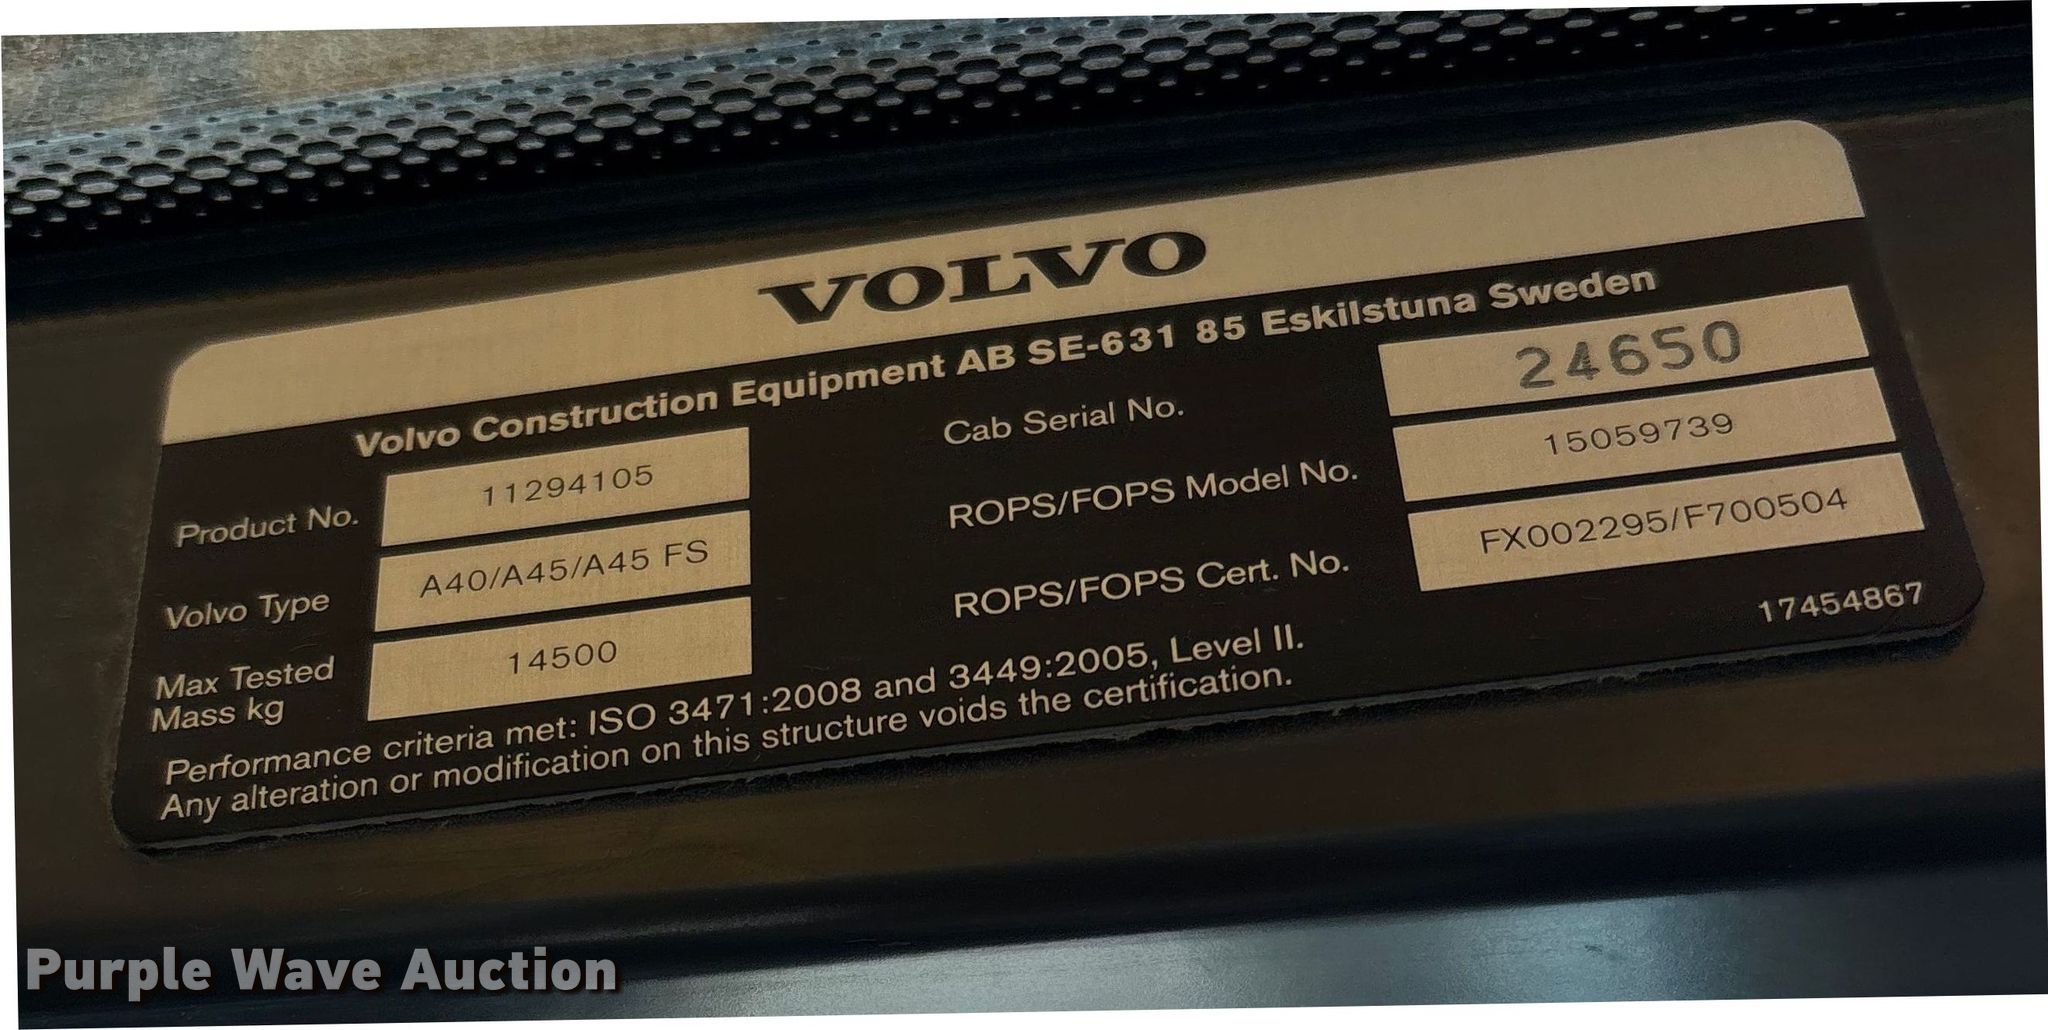 VOLVO
Volvo Construction Equipment AB SE-631 85 Eskilstuna Sweden
Product No. 11294105
Volvo Type A40/A45/A45 FS
Max Tested
Mass kg 14500
Cab Serial No. 24650
ROPS/FOPS Model No. 15059739
ROPS/FOPS Cert. No. FX002295/F700504
17454867
Performance criteria met: ISO 3471:2008 and 3449:2005, Level II.
Any alteration or modification on this structure voids the certification.
Purple Wave Auction